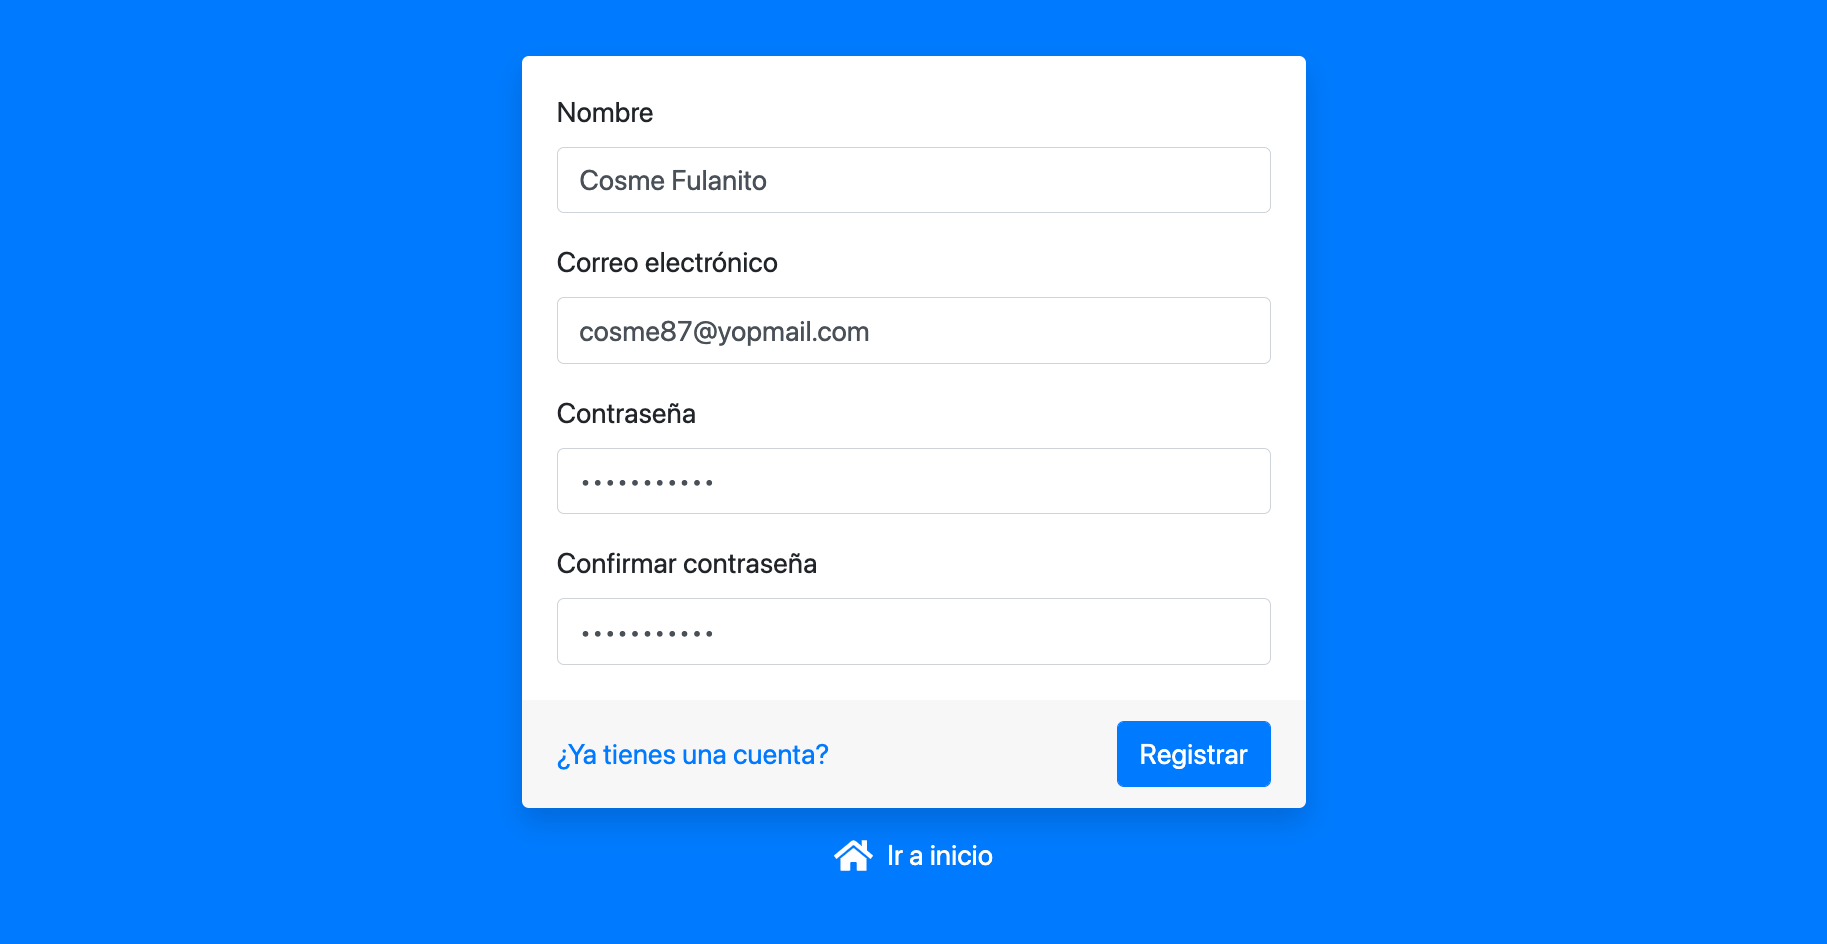 Nombre
Cosme Fulanito
Correo electrónico
cosme87@yopmail.com
Contraseña
•••••••••••
Confirmar contraseña
•••••••••••
¿Ya tienes una cuenta?
Registrar
Ir a inicio